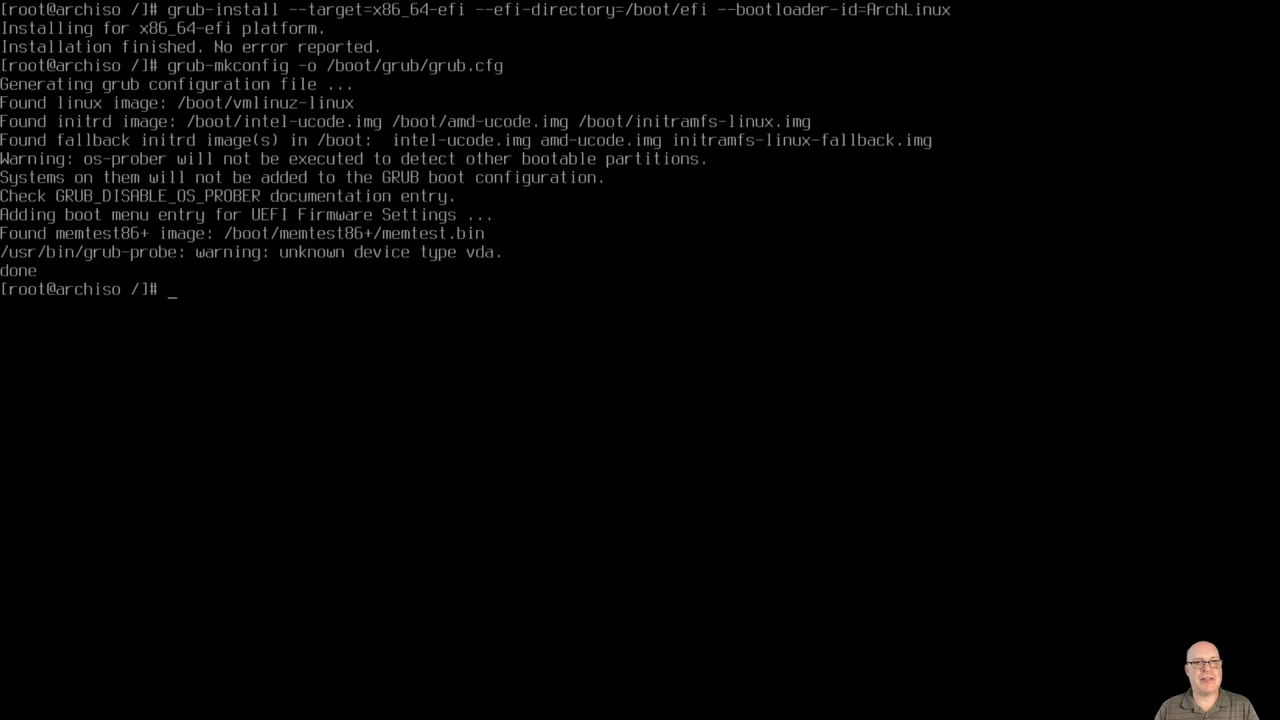 [root@archiso /]# grub-install --target=x86_64-efi --efi-directory=/boot/efi --bootloader-id=ArchLinux
Installing for x86_64-efi platform.
Installation finished. No error reported.
[root@archiso /]# grub-mkconfig -o /boot/grub/grub.cfg
Generating grub configuration file ...
Found linux image: /boot/vmlinuz-linux
Found initrd image: /boot/intel-ucode.img /boot/amd-ucode.img /boot/initramfs-linux.img
Found fallback initrd image(s) in /boot:  intel-ucode.img amd-ucode.img initramfs-linux-fallback.img
Warning: os-prober will not be executed to detect other bootable partitions.
Systems on them will not be added to the GRUB boot configuration.
Check GRUB_DISABLE_OS_PROBER documentation entry.
Adding boot menu entry for UEFI Firmware Settings ...
Found memtest86+ image: /boot/memtest86+/memtest.bin
/usr/bin/grub-probe: warning: unknown device type vda.
done
[root@archiso /]# _